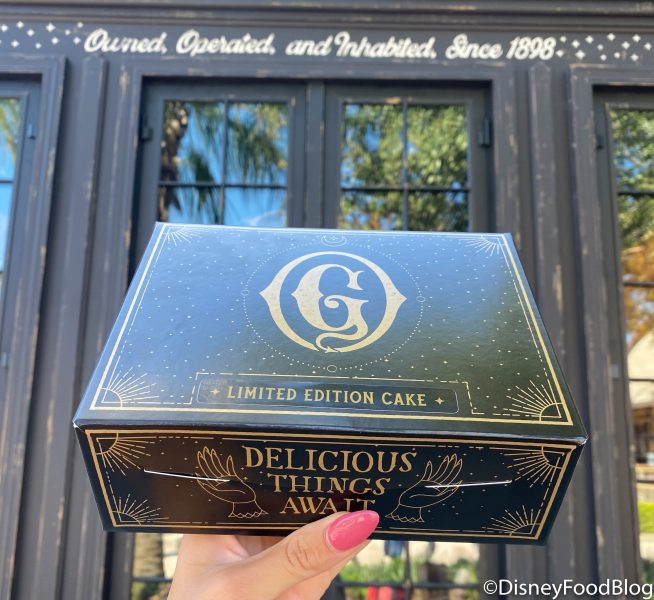 Owned, Operated, and Inhabited, Since 1898
G
LIMITED EDITION CAKE
DELICIOUS
THINGS
AWAIT
©DisneyFoodBlog